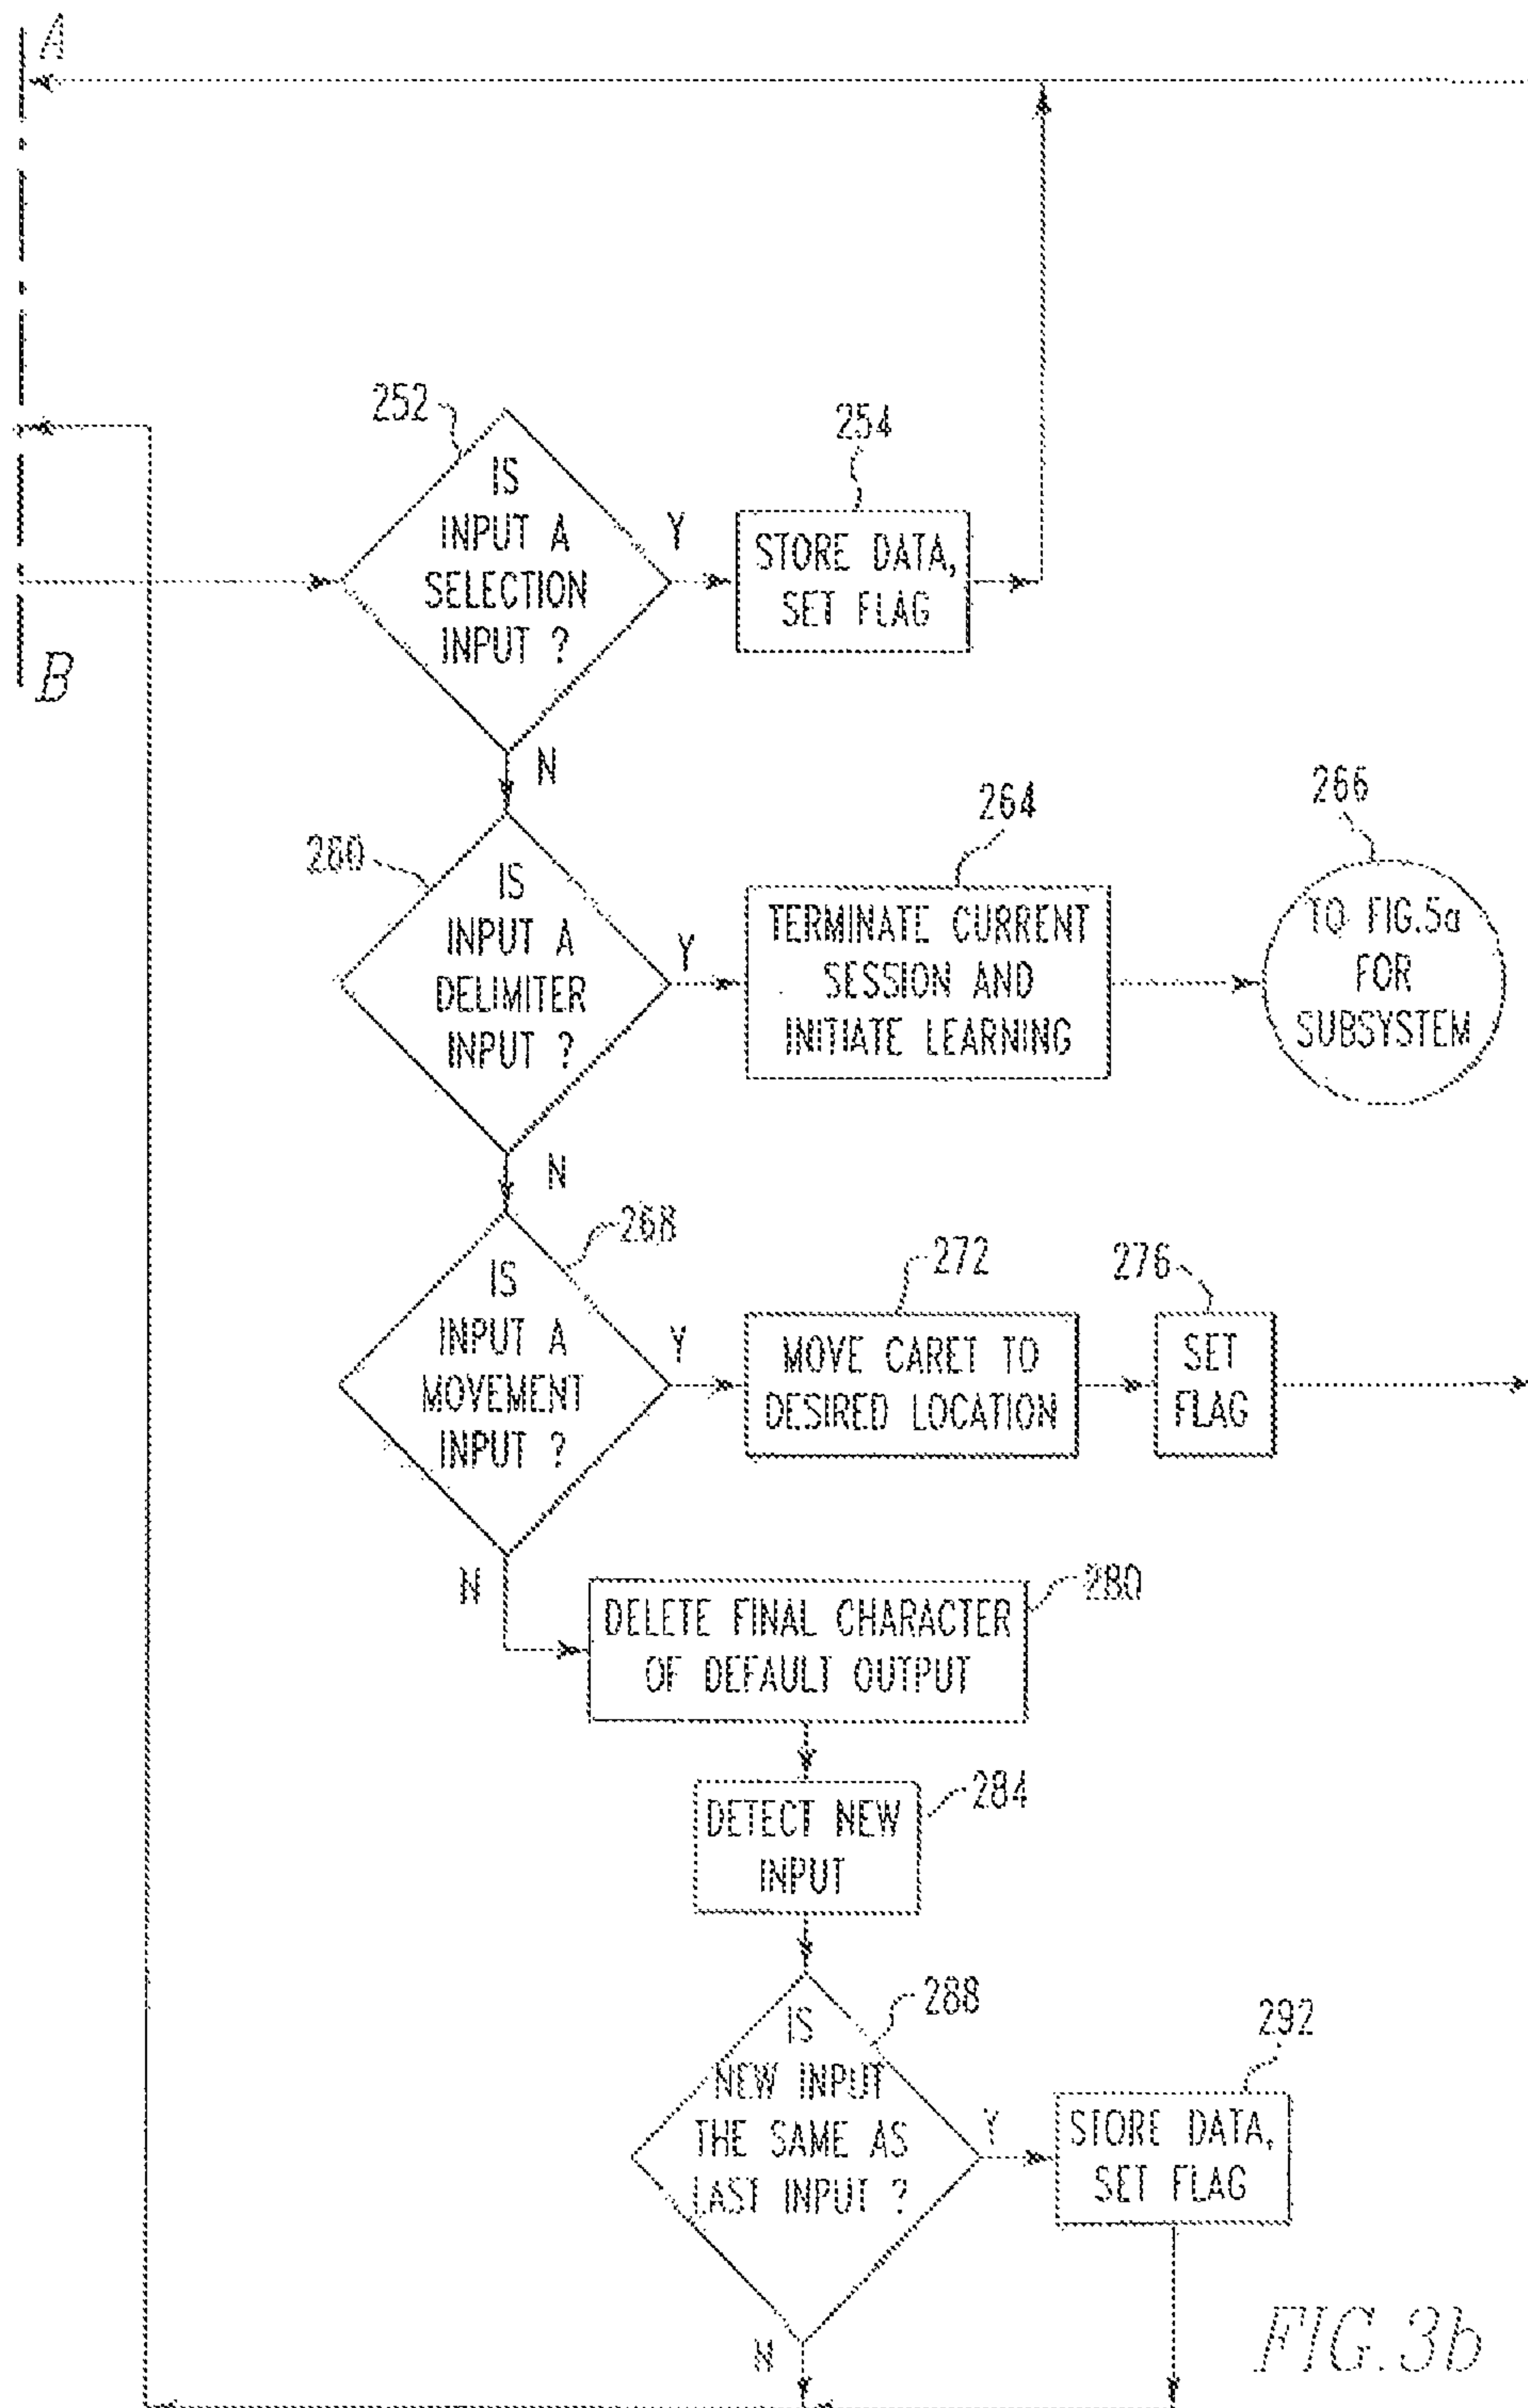 A
252
IS
INPUT A
SELECTION
INPUT ?
Y
254
STORE DATA,
SET FLAG
B
N
260
IS
INPUT A
DELIMITER
INPUT ?
Y
264
TERMINATE CURRENT
SESSION AND
INITIATE LEARNING
266
TO FIG.5a
FOR
SUBSYSTEM
N
268
IS
INPUT A
MOVEMENT
INPUT ?
Y
272
MOVE CARET TO
DESIRED LOCATION
276
SET
FLAG
N
280
DELETE FINAL CHARACTER
OF DEFAULT OUTPUT
284
DETECT NEW
INPUT
288
IS
NEW INPUT
THE SAME AS
LAST INPUT ?
Y
292
STORE DATA,
SET FLAG
N
FIG.3b